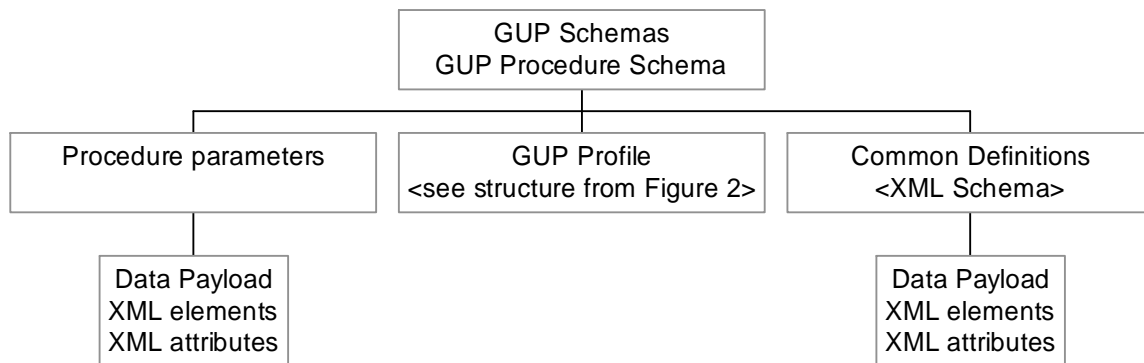 GUP Schemas
GUP Procedure Schema
Procedure parameters
GUP Profile
<see structure from Figure 2>
Common Definitions
<XML Schema>
Data Payload
XML elements
XML attributes
Data Payload
XML elements
XML attributes